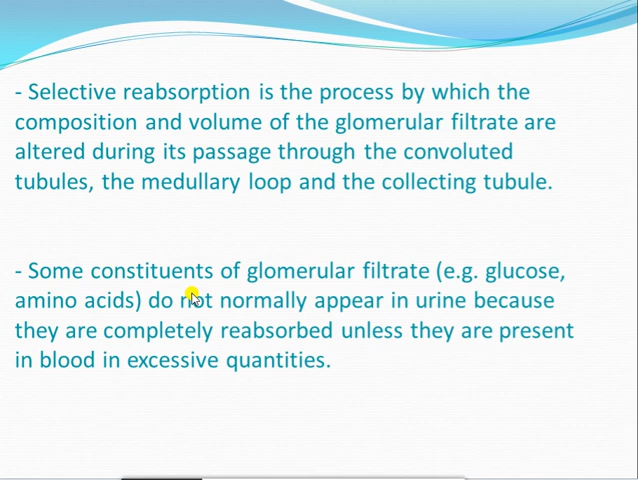 - Selective reabsorption is the process by which the
composition and volume of the glomerular filtrate are
altered during its passage through the convoluted
tubules, the medullary loop and the collecting tubule.
- Some constituents of glomerular filtrate (e.g. glucose,
amino acids) do not normally appear in urine because
they are completely reabsorbed unless they are present
in blood in excessive quantities.